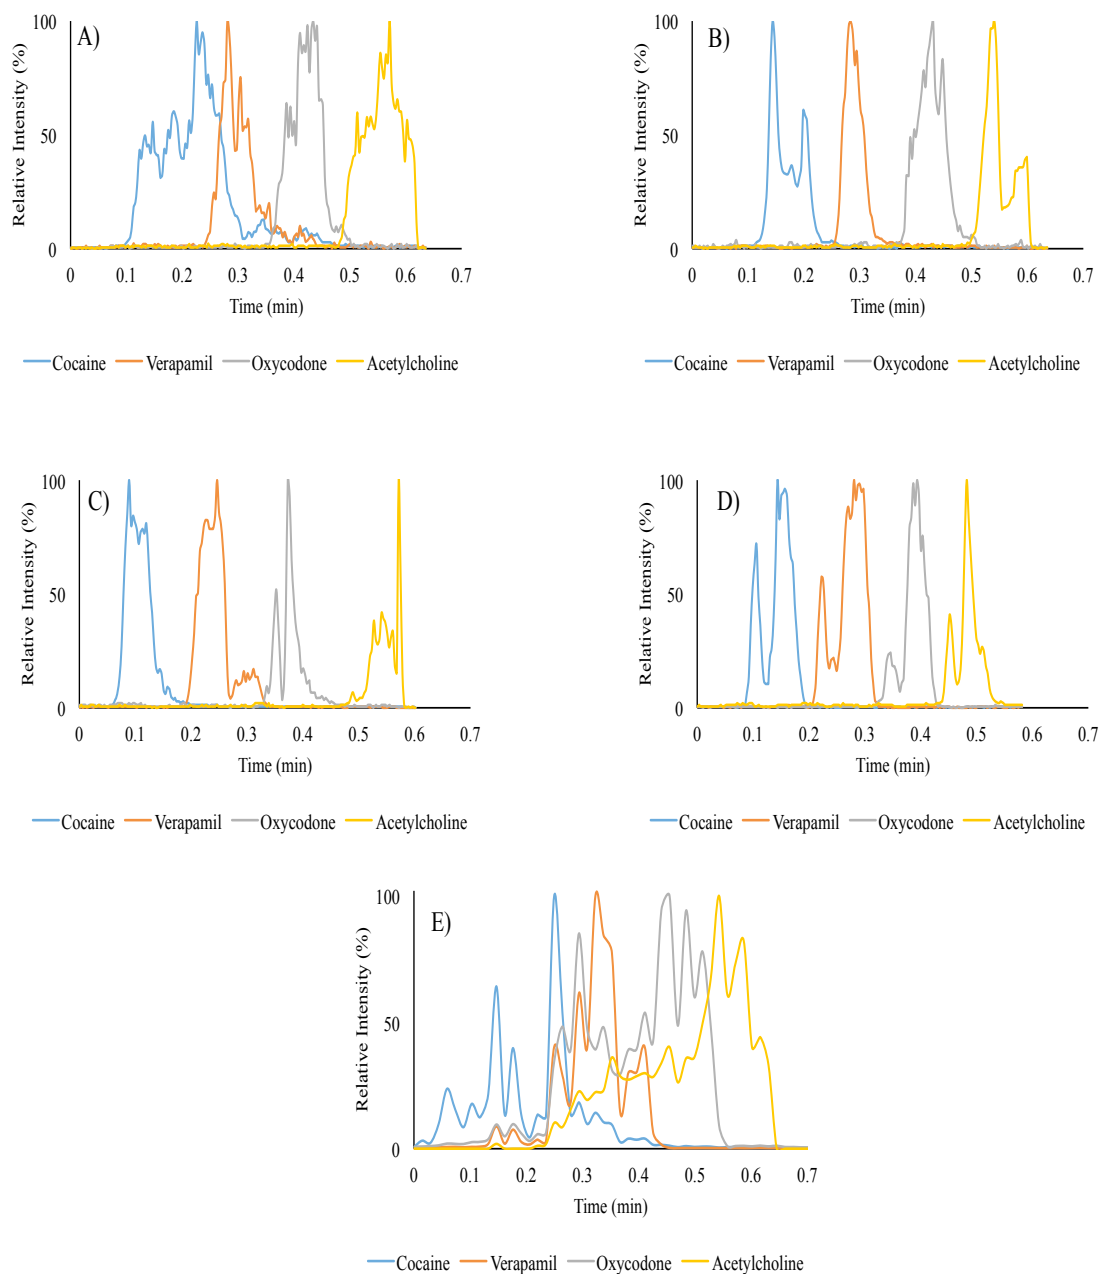 A)
Relative Intensity (%)
100
50
0
0 0.1 0.2 0.3 0.4 0.5 0.6 0.7
Time (min)
Cocaine Verapamil Oxycodone Acetylcholine
B)
Relative Intensity (%)
100
50
0
0 0.1 0.2 0.3 0.4 0.5 0.6 0.7
Time (min)
Cocaine Verapamil Oxycodone Acetylcholine
C)
Relative Intensity (%)
100
50
0
0 0.1 0.2 0.3 0.4 0.5 0.6 0.7
Time (min)
Cocaine Verapamil Oxycodone Acetylcholine
D)
Relative Intensity (%)
100
50
0
0 0.1 0.2 0.3 0.4 0.5 0.6 0.7
Time (min)
Cocaine Verapamil Oxycodone Acetylcholine
E)
Relative Intensity (%)
100
50
0
0 0.1 0.2 0.3 0.4 0.5 0.6 0.7
Time (min)
Cocaine Verapamil Oxycodone Acetylcholine